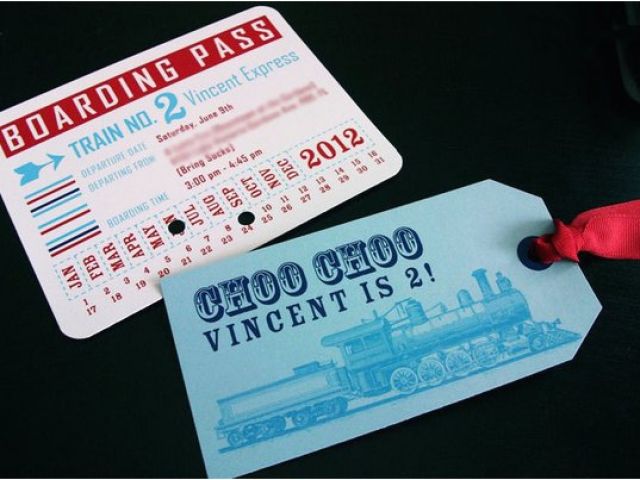 BOARDING PASS
TRAIN NO. 2 Vincent Express
DEPARTURE DATE Saturday, June 9th
DEPARTING FROM
[Bring Socks]
BOARDING TIME 3:00 pm - 4:45 pm
JAN FEB MAR APR MAY JUN JUL AUG SEP OCT NOV DEC 2012
1 2 3 4 5 6 7 8 10 11 12 13 14 15 16
17 18 19 20 21 22 23 24 25 26 27 28 29 30 31
CHOO CHOO
VINCENT IS 2!